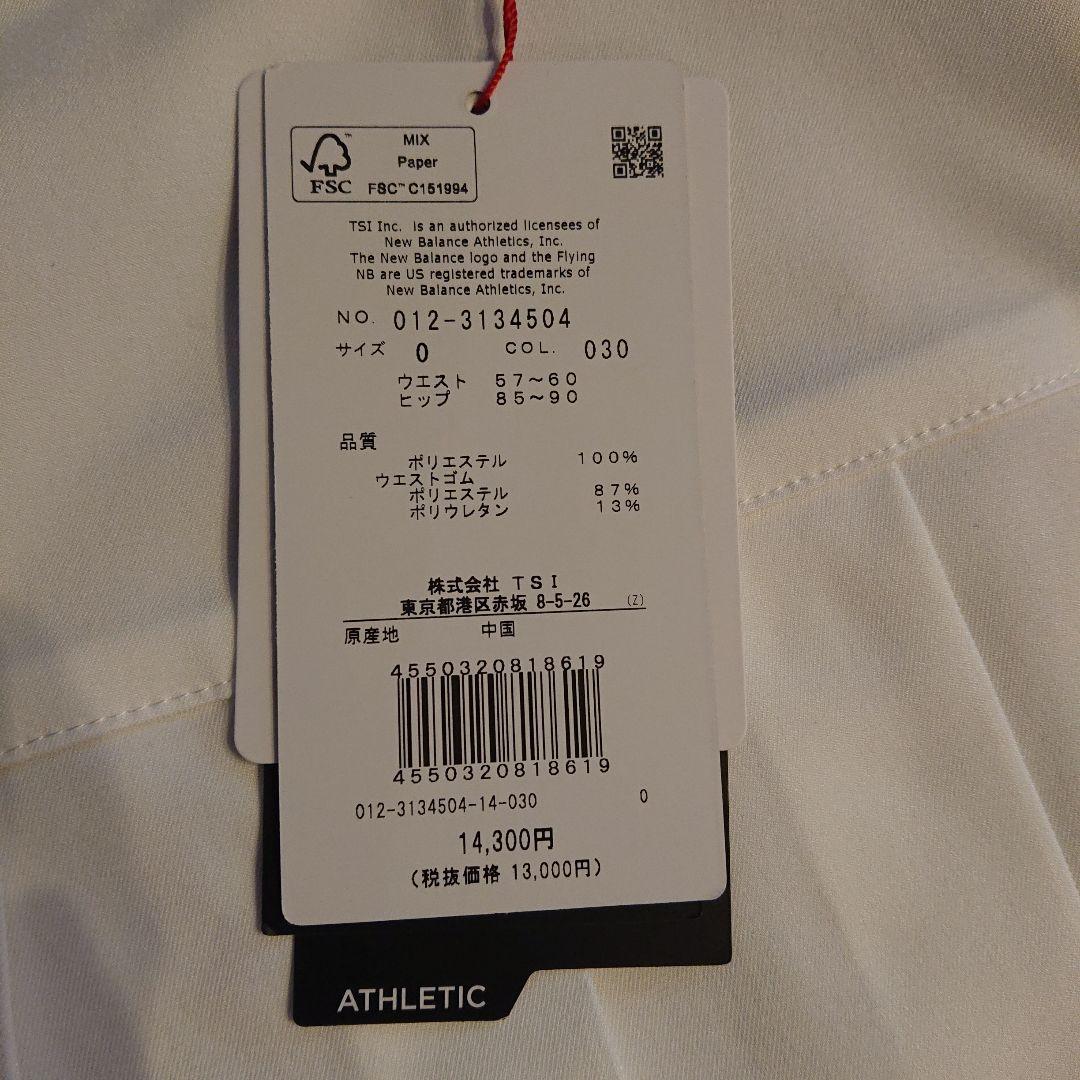 MIX
Paper
FSC™ C151994
FSC
TSI Inc. is an authorized licensees of
New Balance Athletics, Inc.
The New Balance logo and the Flying
NB are US registered trademarks of
New Balance Athletics, Inc.
NO. 012-3134504
サイズ 0 COL. 030
ウエスト 57～60
ヒップ 85～90
品質
ポリエステル 100%
ウエストゴム
ポリエステル 87%
ポリウレタン 13%
株式会社 TSI
東京都港区赤坂 8-5-26 (Z)
原産地 中国
4550320818619
4550320818619
012-3134504-14-030 0
14,300円
(税抜価格 13,000円)
ATHLETIC